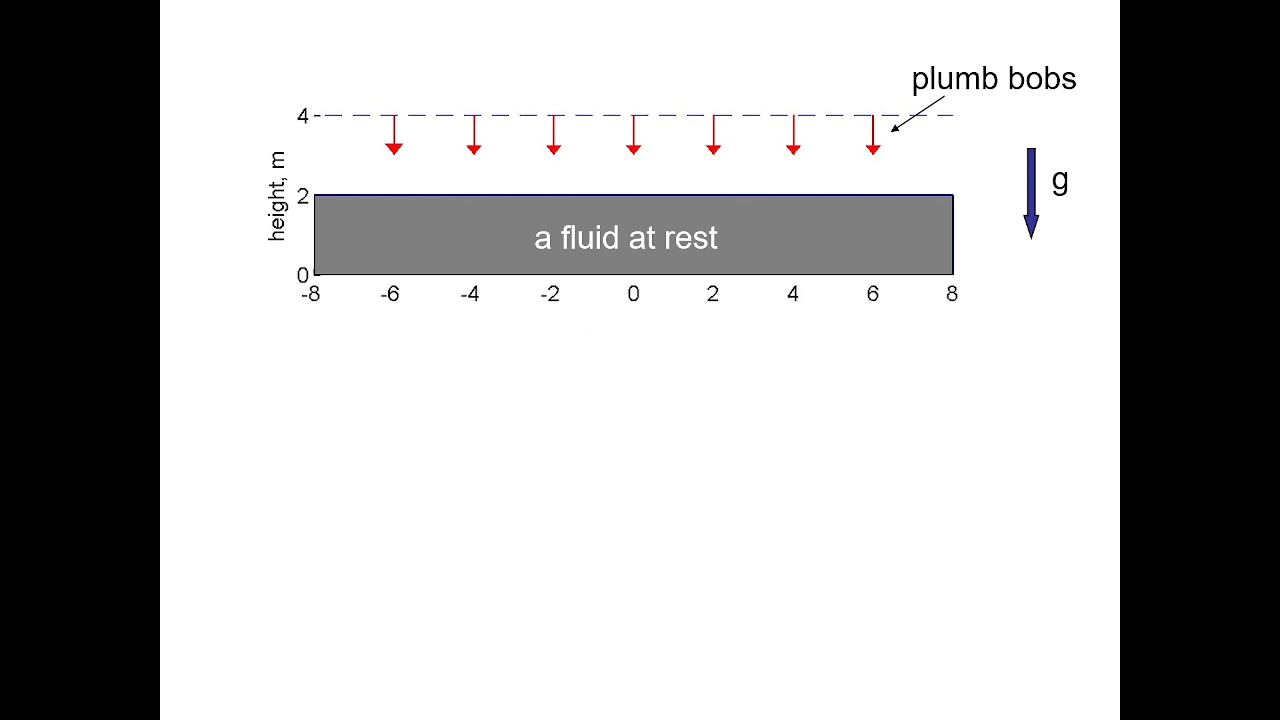 plumb bobs
4
height, m
2
0
g
a fluid at rest
-8 -6 -4 -2 0 2 4 6 8